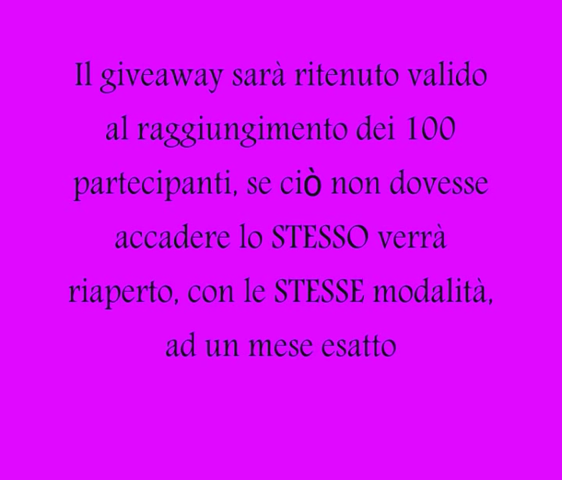 Il giveaway sarà ritenuto valido
al raggiungimento dei 100
partecipanti, se ciò non dovesse
accadere lo STESSO verrà
riaperto, con le STESSE modalità,
ad un mese esatto